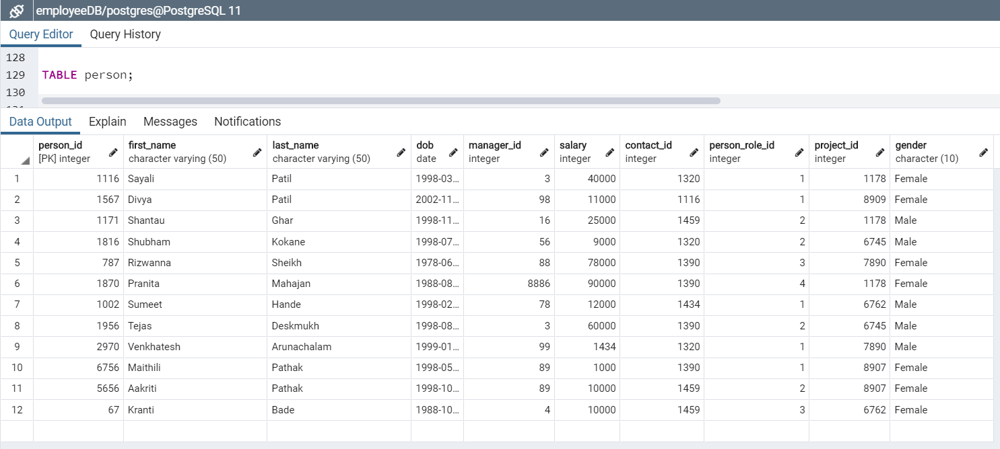 employeeDB/postgres@PostgreSQL 11
Query Editor Query History
128
129 TABLE person;
130
Data Output Explain Messages Notifications
person_id first_name last_name dob manager_id salary contact_id person_role_id project_id gender
[PK] integer character varying (50) character varying (50) date integer integer integer integer integer character (10)
1 1116 Sayali Patil 1998-03... 3 40000 1320 1 1178 Female
2 1567 Divya Patil 2002-11... 98 11000 1116 1 8909 Female
3 1171 Shantau Ghar 1998-11... 16 25000 1459 2 1178 Male
4 1816 Shubham Kokane 1998-07... 56 9000 1320 2 6745 Male
5 787 Rizwanna Sheikh 1978-06... 88 78000 1390 3 7890 Female
6 1870 Pranita Mahajan 1988-08... 8886 90000 1390 4 1178 Female
7 1002 Sumeet Hande 1998-02... 78 12000 1434 1 6762 Male
8 1956 Tejas Deskmukh 1998-08... 3 60000 1390 2 6745 Male
9 2970 Venkhatesh Arunachalam 1999-01... 99 1434 1320 1 7890 Male
10 6756 Maithili Pathak 1998-05... 89 1000 1390 1 8907 Female
11 5656 Aakriti Pathak 1998-10... 89 10000 1459 2 8907 Female
12 67 Kranti Bade 1988-10... 4 10000 1459 3 6762 Female